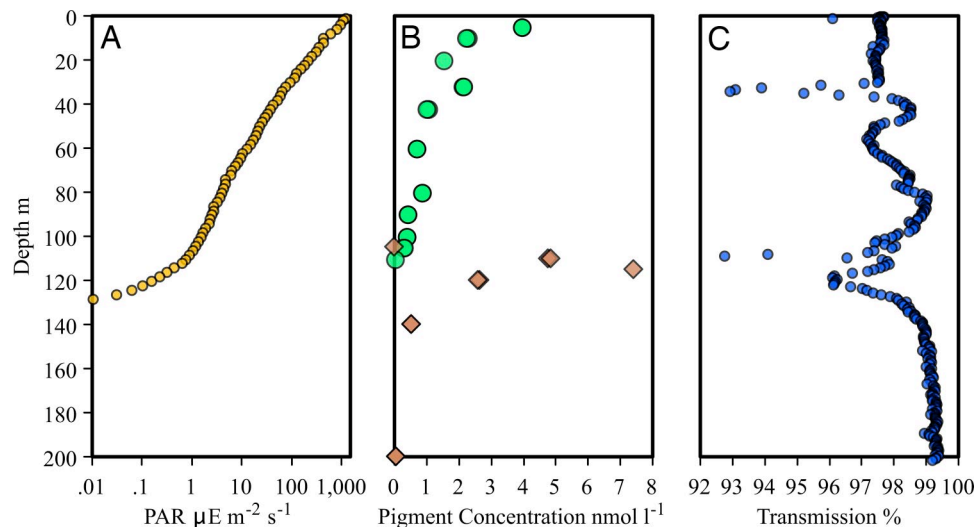 A
B
C
Depth m
0
20
40
60
80
100
120
140
160
180
200
.01 0.1 1 10 100 1,000
0 1 2 3 4 5 6 7 8
92 93 94 95 96 97 98 99 100
PAR µE m⁻² s⁻¹
Pigment Concentration nmol l⁻¹
Transmission %